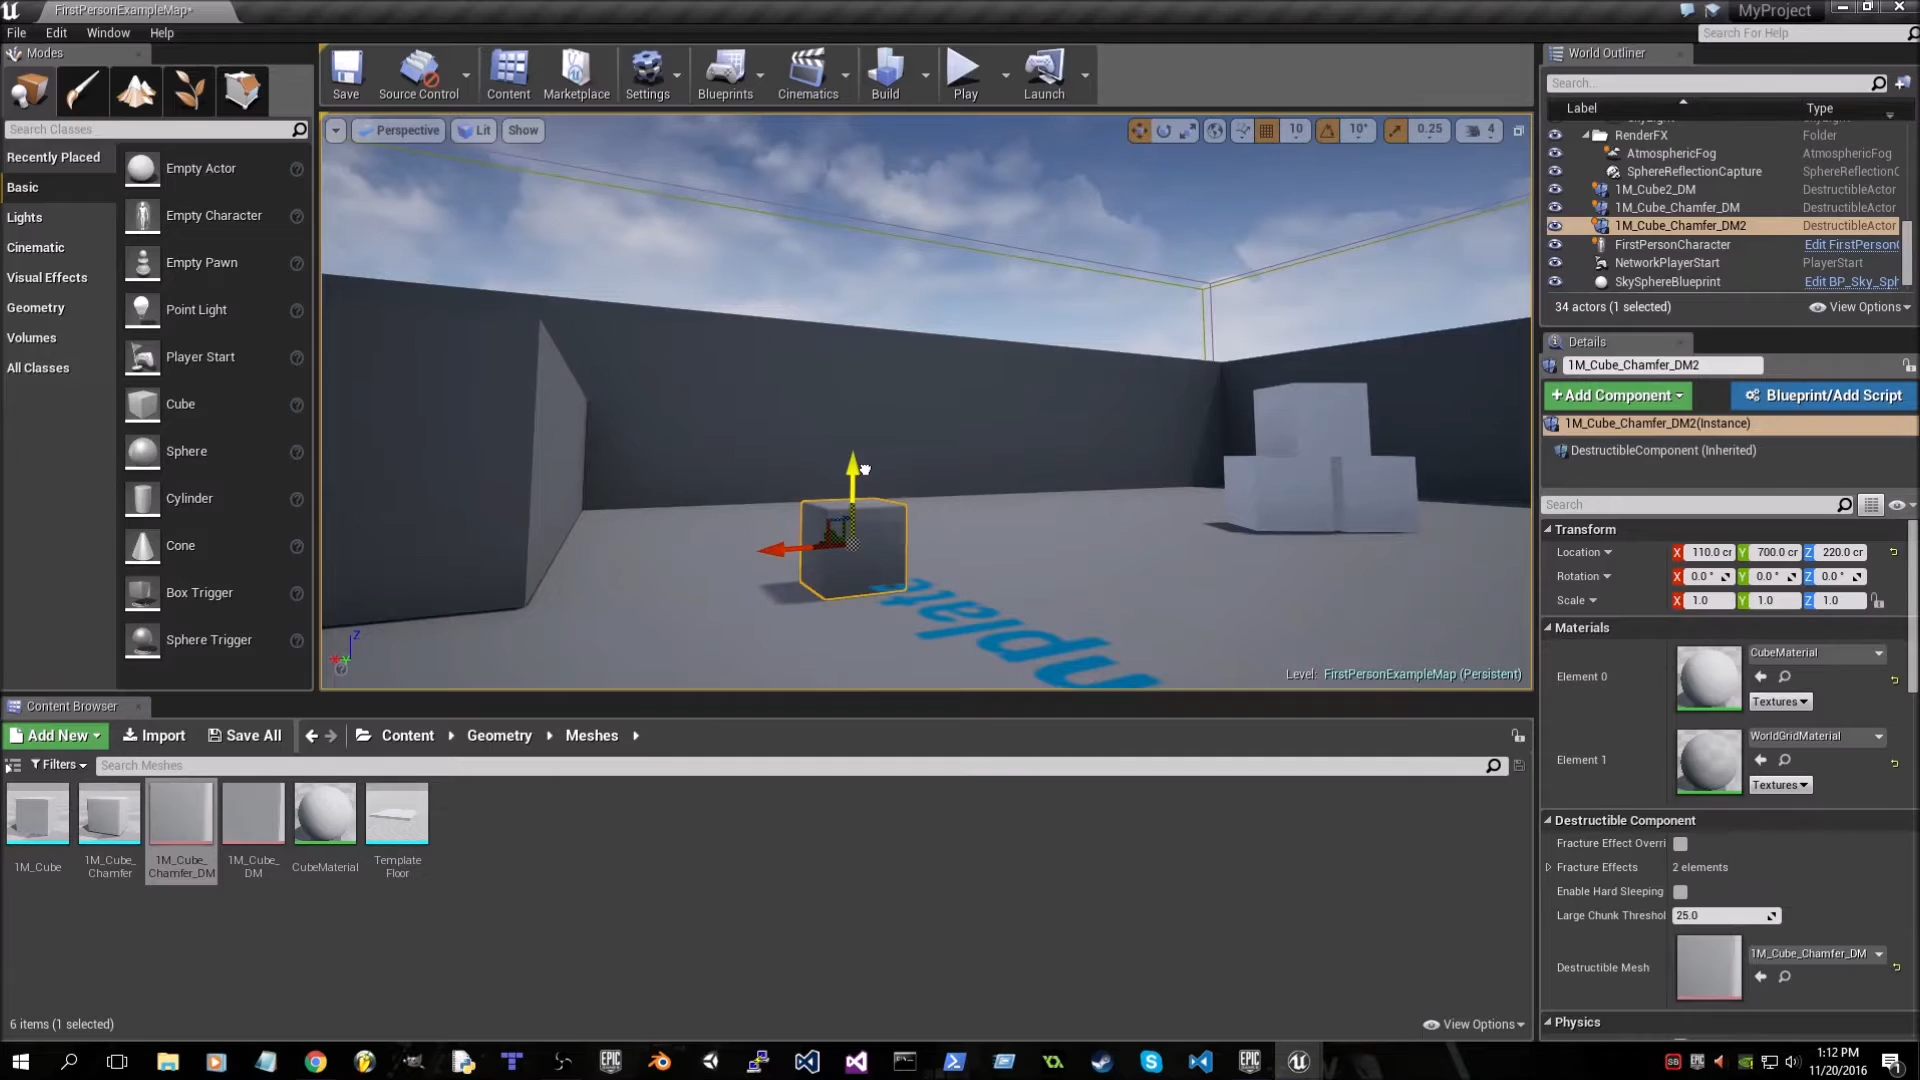 FirstPersonExampleMap*
MyProject
File
Edit
Window
Help
Search For Help
Modes
Save
Source Control
Content
Marketplace
Settings
Blueprints
Cinematics
Build
Play
Launch
World Outliner
Search...
Label
Type
Search Classes
Recently Placed
Basic
Lights
Cinematic
Visual Effects
Geometry
Volumes
All Classes
Empty Actor
Empty Character
Empty Pawn
Point Light
Player Start
Cube
Sphere
Cylinder
Cone
Box Trigger
Sphere Trigger
Perspective
Lit
Show
10
10°
0.25
4
RenderFX
Folder
AtmosphericFog
AtmosphericFog
SphereReflectionCapture
SphereReflectionC
1M_Cube2_DM
DestructibleActor
1M_Cube_Chamfer_DM
DestructibleActor
1M_Cube_Chamfer_DM2
DestructibleActor
FirstPersonCharacter
Edit FirstPersonC
NetworkPlayerStart
PlayerStart
SkySphereBlueprint
Edit BP_Sky_Sph
34 actors (1 selected)
View Options
Details
1M_Cube_Chamfer_DM2
+Add Component
Blueprint/Add Script
1M_Cube_Chamfer_DM2(Instance)
DestructibleComponent (Inherited)
Search
Transform
Location
X 110.0 cr Y 700.0 cr Z 220.0 cr
Rotation
X 0.0° Y 0.0° Z 0.0°
Scale
X 1.0 Y 1.0 Z 1.0
Materials
Element 0
CubeMaterial
Textures
Element 1
WorldGridMaterial
Textures
Destructible Component
Fracture Effect Overri
Fracture Effects
2 elements
Enable Hard Sleeping
Large Chunk Threshol
25.0
Destructible Mesh
1M_Cube_Chamfer_DM
Physics
Z
nplate
Level: FirstPersonExampleMap (Persistent)
Content Browser
Add New
Import
Save All
Content
Geometry
Meshes
Filters
Search Meshes
1M_Cube
1M_Cube_
Chamfer
1M_Cube_
Chamfer_DM
1M_Cube_
DM
CubeMaterial
Template
Floor
6 items (1 selected)
View Options
1:12 PM
11/20/2016